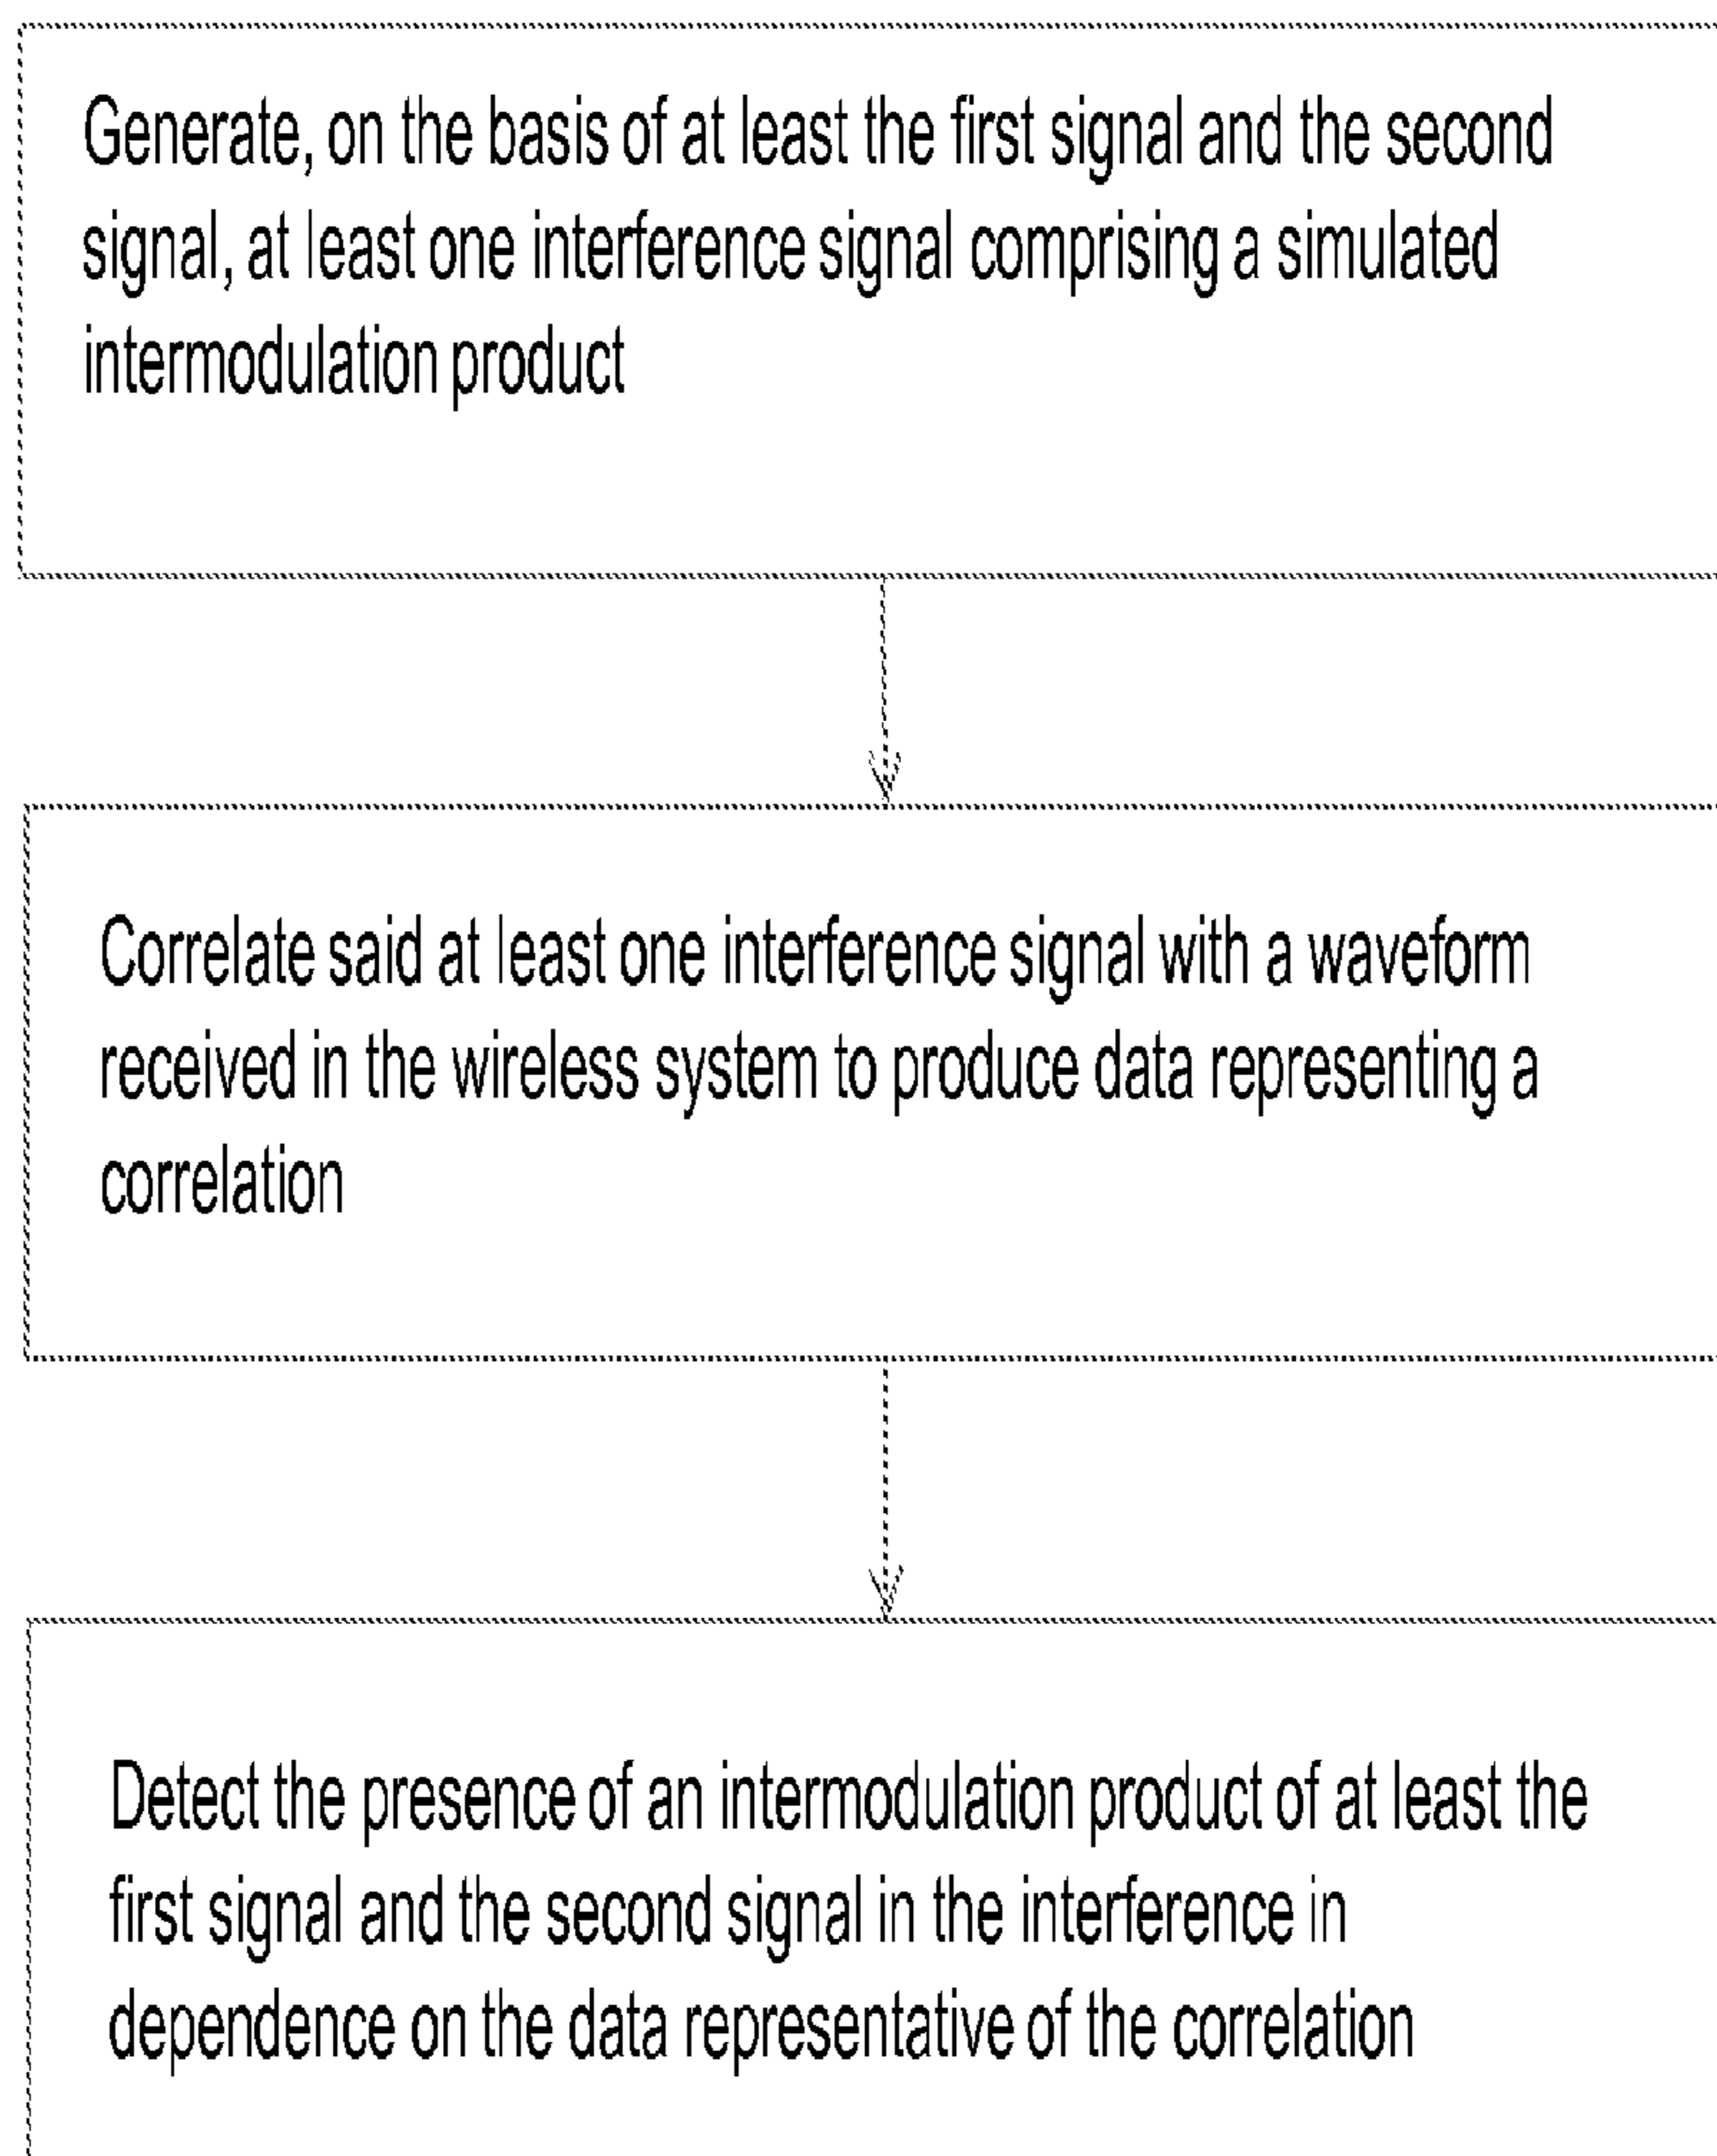 Generate, on the basis of at least the first signal and the second
signal, at least one interference signal comprising a simulated
intermodulation product
Correlate said at least one interference signal with a waveform
received in the wireless system to produce data representing a
correlation
Detect the presence of an intermodulation product of at least the
first signal and the second signal in the interference in
dependence on the data representative of the correlation